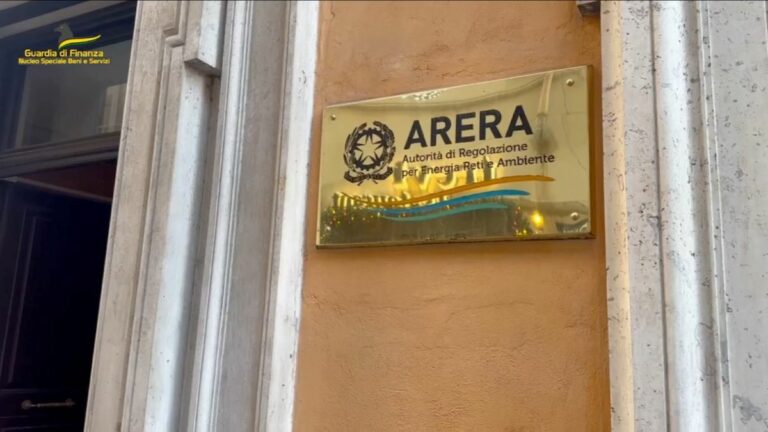 Guardia di Finanza
Nucleo Speciale Beni e Servizi
ARERA
Autorità di Regolazione
per Energia Reti e Ambiente